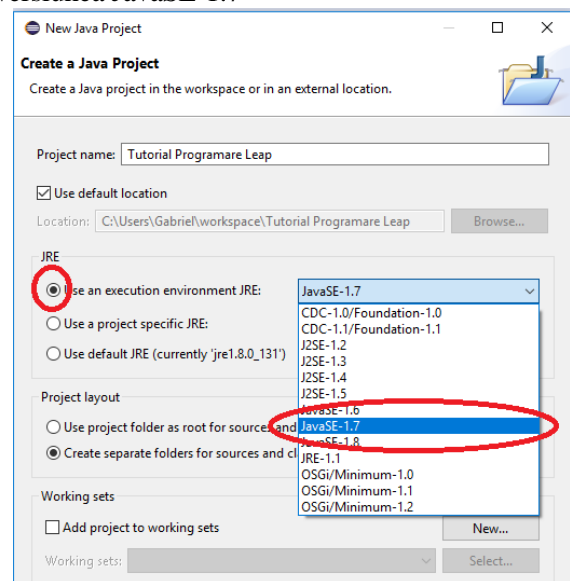 New Java Project
Create a Java Project
Create a Java project in the workspace or in an external location.
Project name: Tutorial Programare Leap
Use default location
Location: C:\Users\Gabriel\workspace\Tutorial Programare Leap Browse...
JRE
Use an execution environment JRE: JavaSE-1.7
CDC-1.0/Foundation-1.0
CDC-1.1/Foundation-1.1
Use a project specific JRE:
J2SE-1.2
J2SE-1.3
Use default JRE (currently 'jre1.8.0_131')
J2SE-1.4
J2SE-1.5
Project layout
JavaSE-1.6
Use project folder as root for sources and JavaSE-1.7
JavaSE-1.8
Create separate folders for sources and cl
JRE-1.1
OSGi/Minimum-1.0
OSGi/Minimum-1.1
OSGi/Minimum-1.2
Working sets
Add project to working sets New...
Working sets: Select...